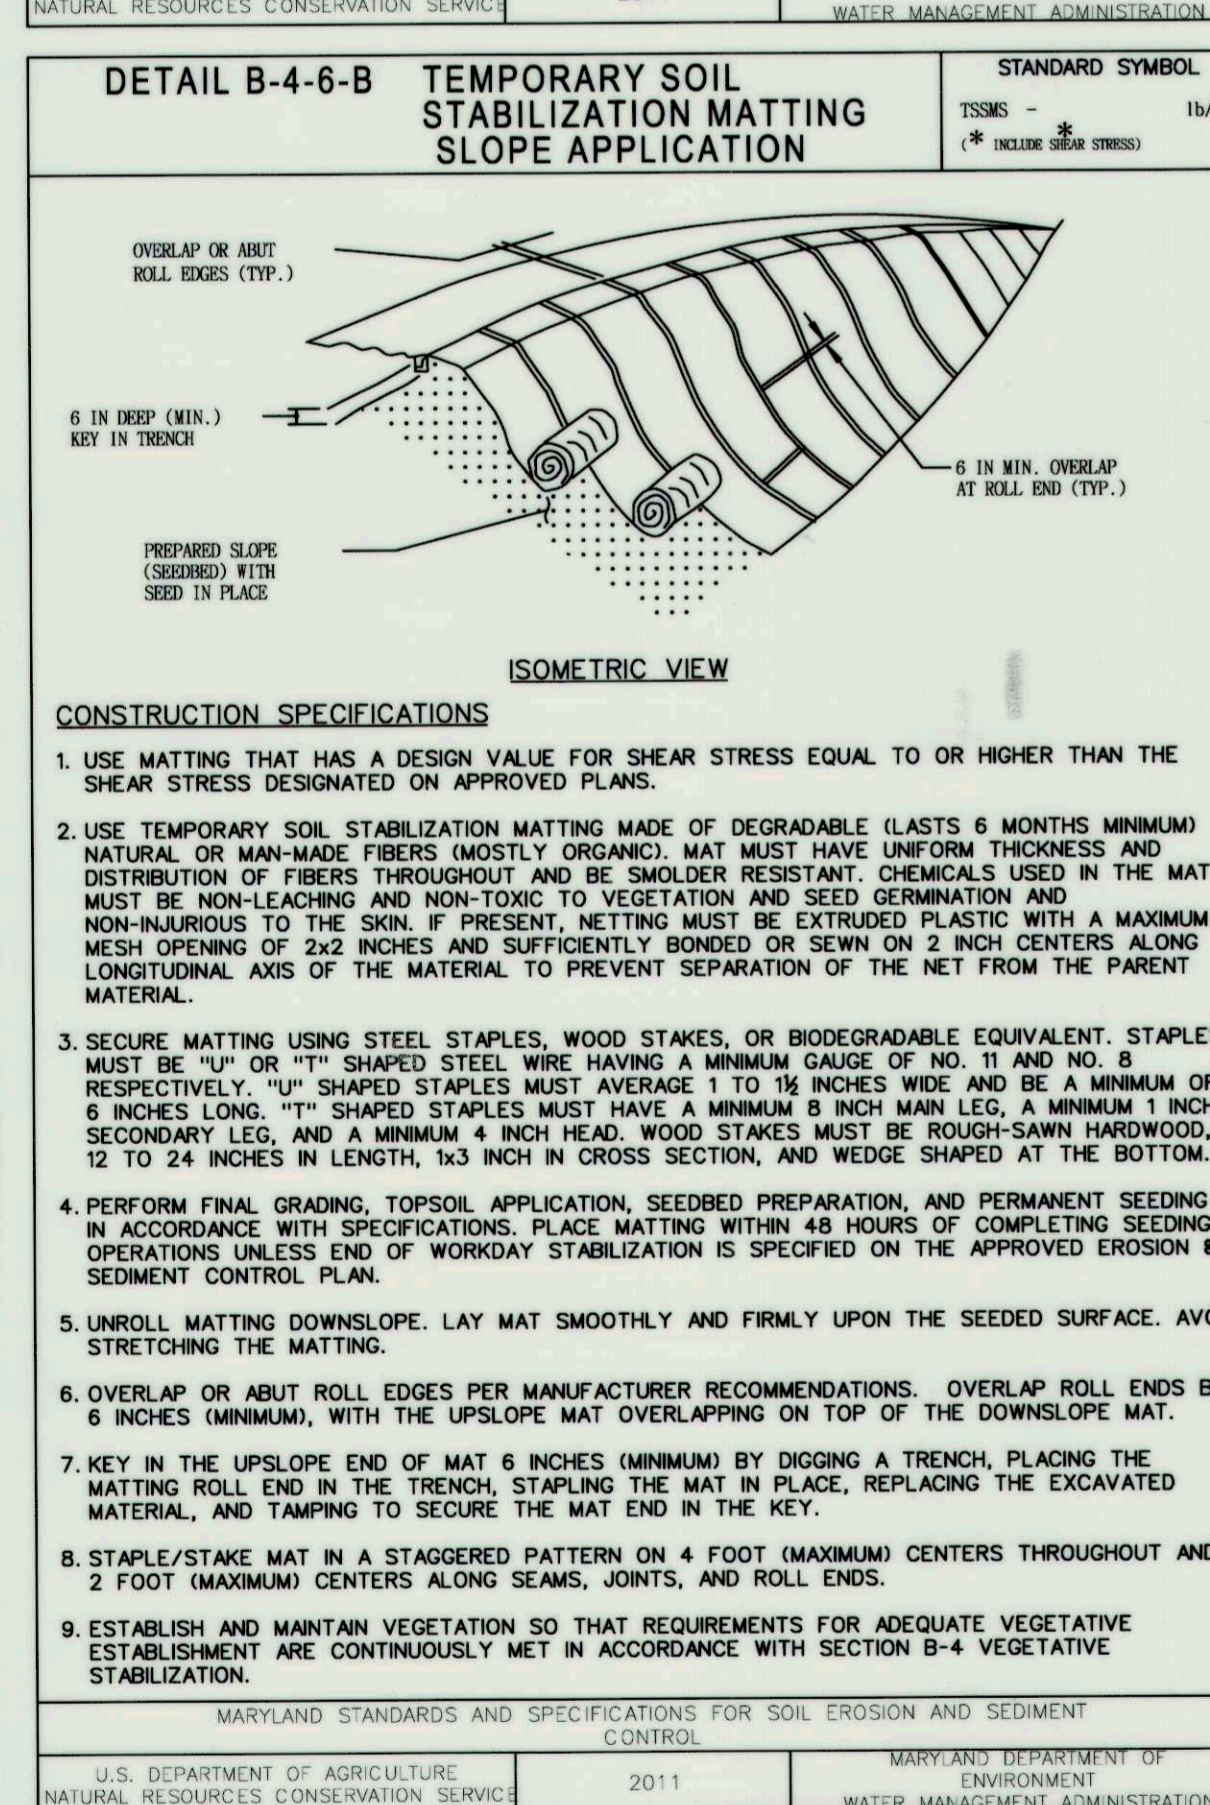 NATURAL RESOURCES CONSERVATION SERVICE
WATER MANAGEMENT ADMINISTRATION
DETAIL B-4-6-B TEMPORARY SOIL
STABILIZATION MATTING
SLOPE APPLICATION
STANDARD SYMBOL
TSSMS - * lb/
(* INCLUDE SHEAR STRESS)
OVERLAP OR ABUT
ROLL EDGES (TYP.)
6 IN DEEP (MIN.)
KEY IN TRENCH
6 IN MIN. OVERLAP
AT ROLL END (TYP.)
PREPARED SLOPE
(SEEDBED) WITH
SEED IN PLACE
ISOMETRIC VIEW
CONSTRUCTION SPECIFICATIONS
1. USE MATTING THAT HAS A DESIGN VALUE FOR SHEAR STRESS EQUAL TO OR HIGHER THAN THE
SHEAR STRESS DESIGNATED ON APPROVED PLANS.
2. USE TEMPORARY SOIL STABILIZATION MATTING MADE OF DEGRADABLE (LASTS 6 MONTHS MINIMUM)
NATURAL OR MAN-MADE FIBERS (MOSTLY ORGANIC). MAT MUST HAVE UNIFORM THICKNESS AND
DISTRIBUTION OF FIBERS THROUGHOUT AND BE SMOLDER RESISTANT. CHEMICALS USED IN THE MAT
MUST BE NON-LEACHING AND NON-TOXIC TO VEGETATION AND SEED GERMINATION AND
NON-INJURIOUS TO THE SKIN. IF PRESENT, NETTING MUST BE EXTRUDED PLASTIC WITH A MAXIMUM
MESH OPENING OF 2x2 INCHES AND SUFFICIENTLY BONDED OR SEWN ON 2 INCH CENTERS ALONG
LONGITUDINAL AXIS OF THE MATERIAL TO PREVENT SEPARATION OF THE NET FROM THE PARENT
MATERIAL.
3. SECURE MATTING USING STEEL STAPLES, WOOD STAKES, OR BIODEGRADABLE EQUIVALENT. STAPLES
MUST BE "U" OR "T" SHAPED STEEL WIRE HAVING A MINIMUM GAUGE OF NO. 11 AND NO. 8
RESPECTIVELY. "U" SHAPED STAPLES MUST AVERAGE 1 TO 1½ INCHES WIDE AND BE A MINIMUM OF
6 INCHES LONG. "T" SHAPED STAPLES MUST HAVE A MINIMUM 8 INCH MAIN LEG, A MINIMUM 1 INCH
SECONDARY LEG, AND A MINIMUM 4 INCH HEAD. WOOD STAKES MUST BE ROUGH-SAWN HARDWOOD,
12 TO 24 INCHES IN LENGTH, 1x3 INCH IN CROSS SECTION, AND WEDGE SHAPED AT THE BOTTOM.
4. PERFORM FINAL GRADING, TOPSOIL APPLICATION, SEEDBED PREPARATION, AND PERMANENT SEEDING
IN ACCORDANCE WITH SPECIFICATIONS. PLACE MATTING WITHIN 48 HOURS OF COMPLETING SEEDING
OPERATIONS UNLESS END OF WORKDAY STABILIZATION IS SPECIFIED ON THE APPROVED EROSION &
SEDIMENT CONTROL PLAN.
5. UNROLL MATTING DOWNSLOPE. LAY MAT SMOOTHLY AND FIRMLY UPON THE SEEDED SURFACE.
STRETCHING THE MATTING.
6. OVERLAP OR ABUT ROLL EDGES PER MANUFACTURER RECOMMENDATIONS. OVERLAP ROLL ENDS
6 INCHES (MINIMUM), WITH THE UPSLOPE MAT OVERLAPPING ON TOP OF THE DOWNSLOPE MAT.
7. KEY IN THE UPSLOPE END OF MAT 6 INCHES (MINIMUM) BY DIGGING A TRENCH, PLACING THE
MATTING ROLL END IN THE TRENCH, STAPLING THE MAT IN PLACE, REPLACING THE EXCAVATED
MATERIAL, AND TAMPING TO SECURE THE MAT END IN THE KEY.
8. STAPLE/STAKE MAT IN A STAGGERED PATTERN ON 4 FOOT (MAXIMUM) CENTERS THROUGHOUT AND
2 FOOT (MAXIMUM) CENTERS ALONG SEAMS, JOINTS, AND ROLL ENDS.
9. ESTABLISH AND MAINTAIN VEGETATION SO THAT REQUIREMENTS FOR ADEQUATE VEGETATIVE
ESTABLISHMENT ARE CONTINUOUSLY MET IN ACCORDANCE WITH SECTION B-4 VEGETATIVE
STABILIZATION.
MARYLAND STANDARDS AND SPECIFICATIONS FOR SOIL EROSION AND SEDIMENT
CONTROL
U.S. DEPARTMENT OF AGRICULTURE
NATURAL RESOURCES CONSERVATION SERVICE
2011
MARYLAND DEPARTMENT OF
ENVIRONMENT
WATER MANAGEMENT ADMINISTRATION